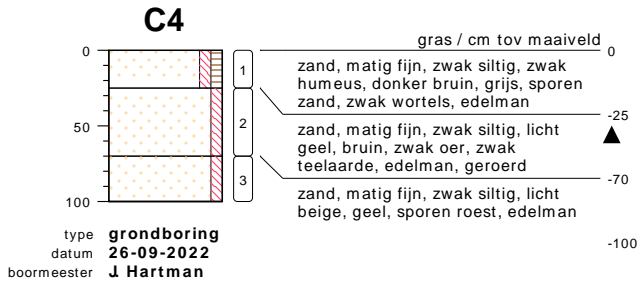 C4
gras / cm tov maaiveld
0
0
1
zand, matig fijn, zwak siltig, zwak
humeus, donker bruin, grijs, sporen
zand, zwak wortels, edelman
-25
50
2
zand, matig fijn, zwak siltig, licht
geel, bruin, zwak oer, zwak
teelaarde, edelman, geroerd
-70
3
zand, matig fijn, zwak siltig, licht
beige, geel, sporen roest, edelman
100
-100
type grondboring
datum 26-09-2022
boormeester J. Hartman